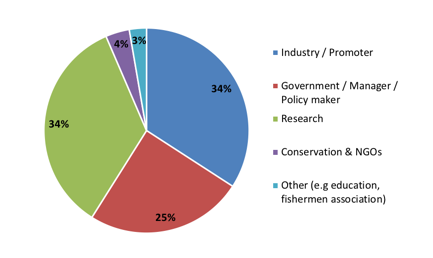 4%
3%
34%
34%
25%
Industry / Promoter
Government / Manager /
Policy maker
Research
Conservation & NGOs
Other (e.g education,
fishermen association)